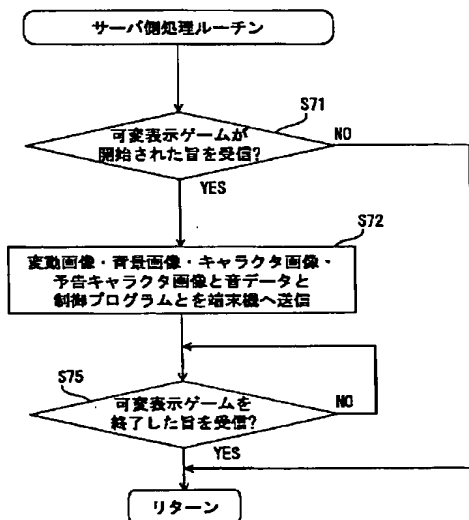 サーバ側処理ルーチン
S71
可変表示ゲームが
開始された旨を受信?
NO
YES
S72
変動画像・背景画像・キャラクタ画像・
予告キャラクタ画像と音データと
制御プログラムとを端末機へ送信
S75
可変表示ゲームを
終了した旨を受信?
NO
YES
リターン